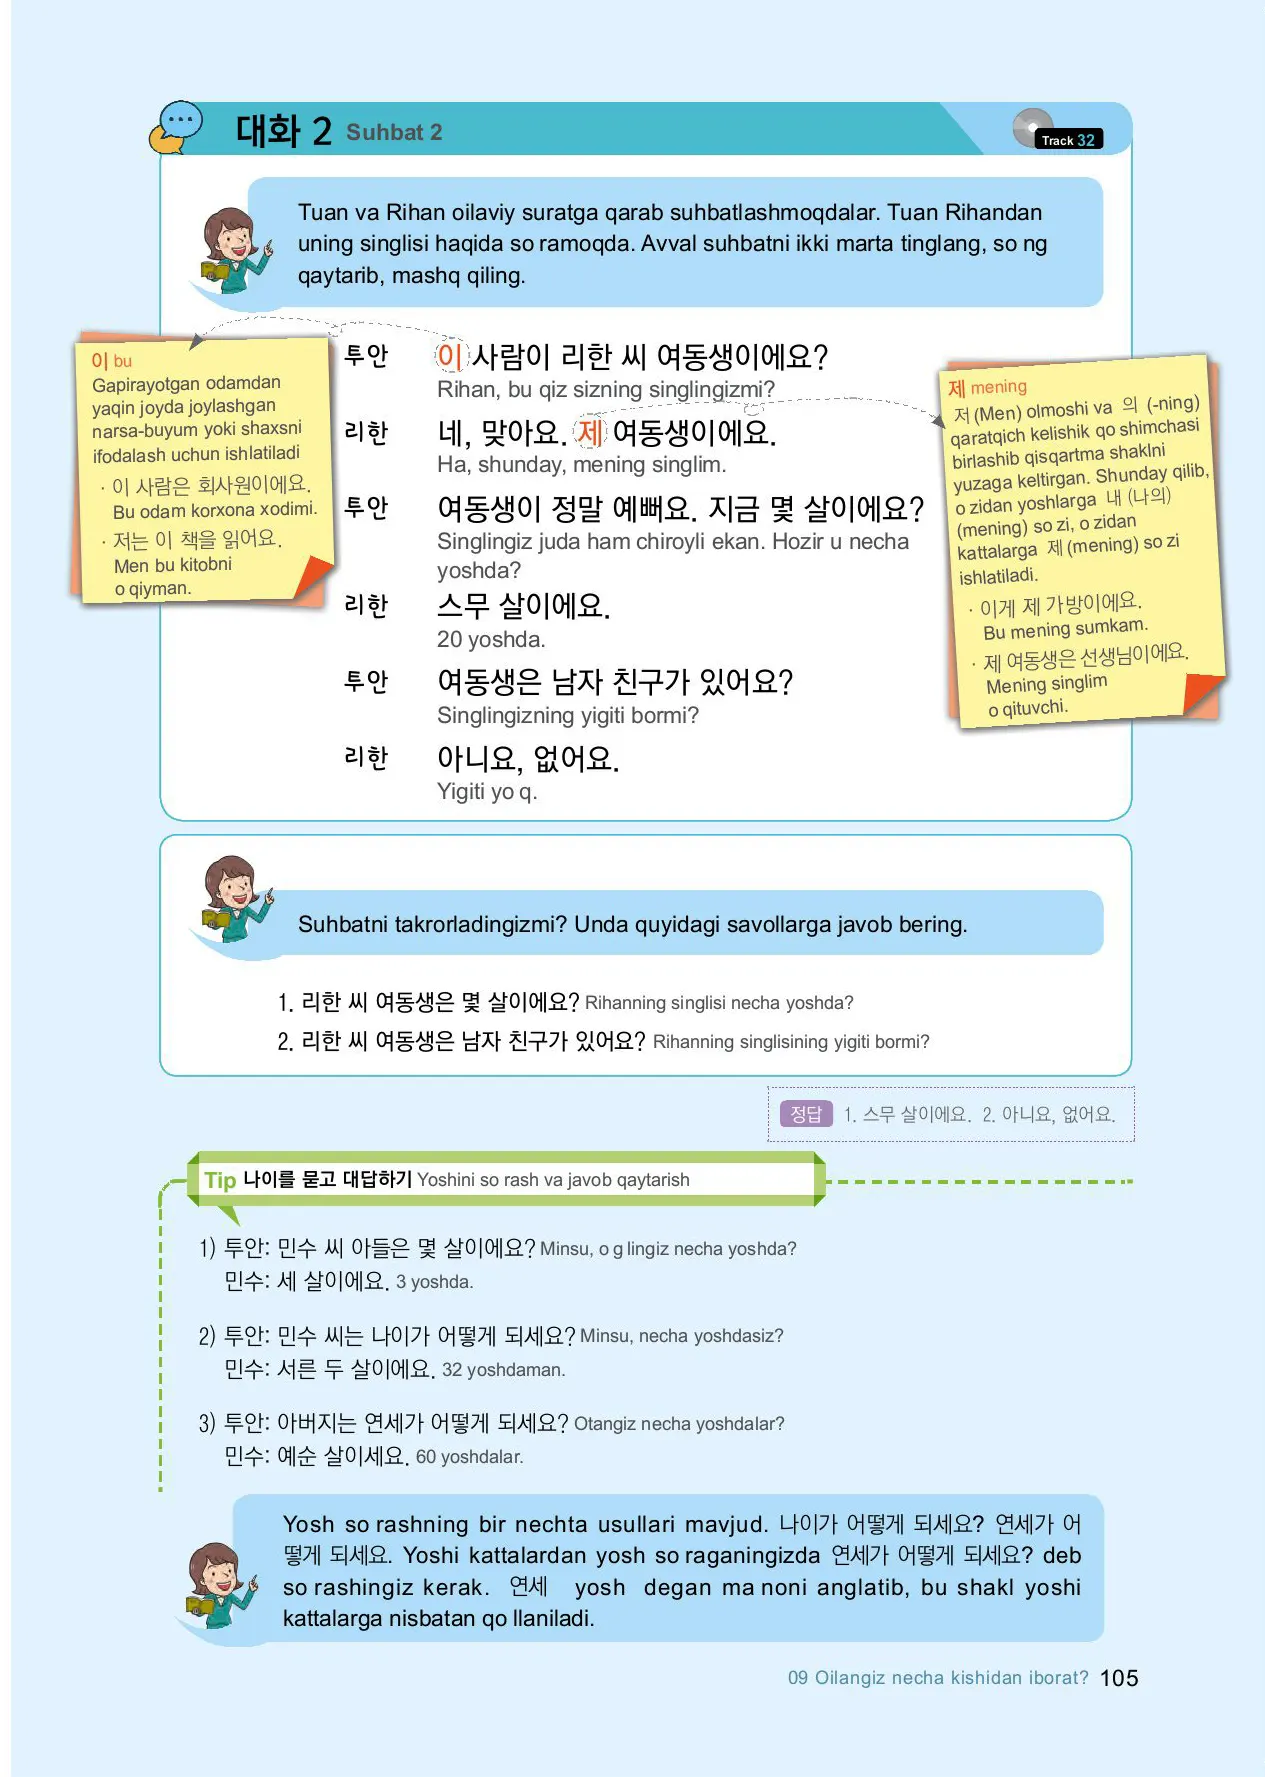 대화 2 Suhbat 2
Track 32
Tuan va Rihan oilaviy suratga qarab suhbatlashmoqdalar. Tuan Rihandan
uning singlisi haqida so ramoqda. Avval suhbatni ikki marta tinglang, so ng
qaytarib, mashq qiling.
이 bu
Gapirayotgan odamdan
yaqin joyda joylashgan
narsa-buyum yoki shaxsni
ifodalash uchun ishlatiladi
· 이 사람은 회사원이에요.
Bu odam korxona xodimi.
· 저는 이 책을 읽어요.
Men bu kitobni
o qiyman.
투안 이 사람이 리한 씨 여동생이에요?
Rihan, bu qiz sizning singlingizmi?
리한 네, 맞아요. 제 여동생이에요.
Ha, shunday, mening singlim.
투안 여동생이 정말 예뻐요. 지금 몇 살이에요?
Singlingiz juda ham chiroyli ekan. Hozir u necha
yoshda?
리한 스무 살이에요.
20 yoshda.
투안 여동생은 남자 친구가 있어요?
Singlingizning yigiti bormi?
리한 아니요, 없어요.
Yigiti yo q.
제 mening
저 (Men) olmoshi va 의 (-ning)
qaratqich kelishik qo shimchasi
birlashib qisqartma shaklni
yuzaga keltirgan. Shunday qilib,
o zidan yoshlarga 내 (나의)
(mening) so zi, o zidan
kattalarga 제 (mening) so zi
ishlatiladi.
· 이게 제 가방이에요.
Bu mening sumkam.
· 제 여동생은 선생님이에요.
Mening singlim
o qituvchi.
Suhbatni takrorladingizmi? Unda quyidagi savollarga javob bering.
1. 리한 씨 여동생은 몇 살이에요? Rihanning singlisi necha yoshda?
2. 리한 씨 여동생은 남자 친구가 있어요? Rihanning singlisining yigiti bormi?
정답 1. 스무 살이에요. 2. 아니요, 없어요.
Tip 나이를 묻고 대답하기 Yoshini so rash va javob qaytarish
1) 투안: 민수 씨 아들은 몇 살이에요? Minsu, o g lingiz necha yoshda?
민수: 세 살이에요. 3 yoshda.
2) 투안: 민수 씨는 나이가 어떻게 되세요? Minsu, necha yoshdasiz?
민수: 서른 두 살이에요. 32 yoshdaman.
3) 투안: 아버지는 연세가 어떻게 되세요? Otangiz necha yoshdalar?
민수: 예순 살이세요. 60 yoshdalar.
Yosh so rashning bir nechta usullari mavjud. 나이가 어떻게 되세요? 연세가 어
떻게 되세요. Yoshi kattalardan yosh so raganingizda 연세가 어떻게 되세요? deb
so rashingiz kerak. 연세 yosh degan ma noni anglatib, bu shakl yoshi
kattalarga nisbatan qo llaniladi.
09 Oilangiz necha kishidan iborat? 105